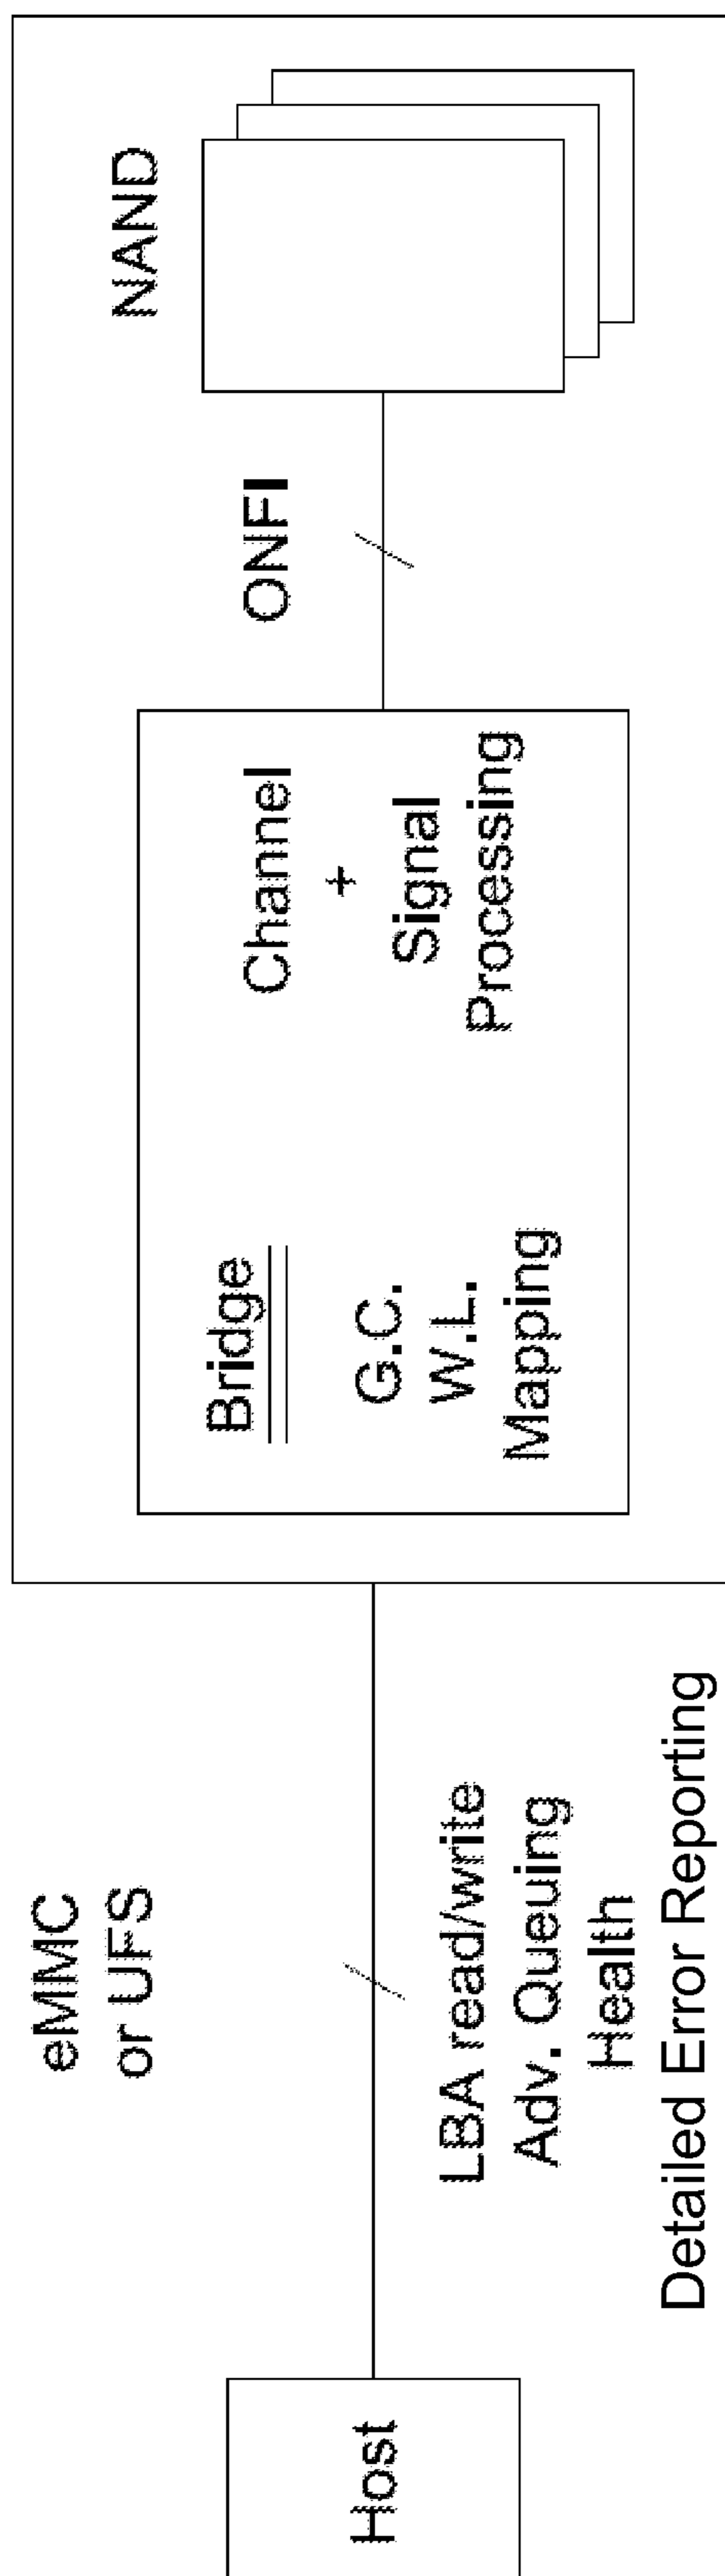 Host
eMMC
or UFS
LBA read/write
Adv. Queuing
Health
Detailed Error Reporting
Bridge
G.C.
W.L.
Mapping
Channel
+
Signal
Processing
ONFI
NAND